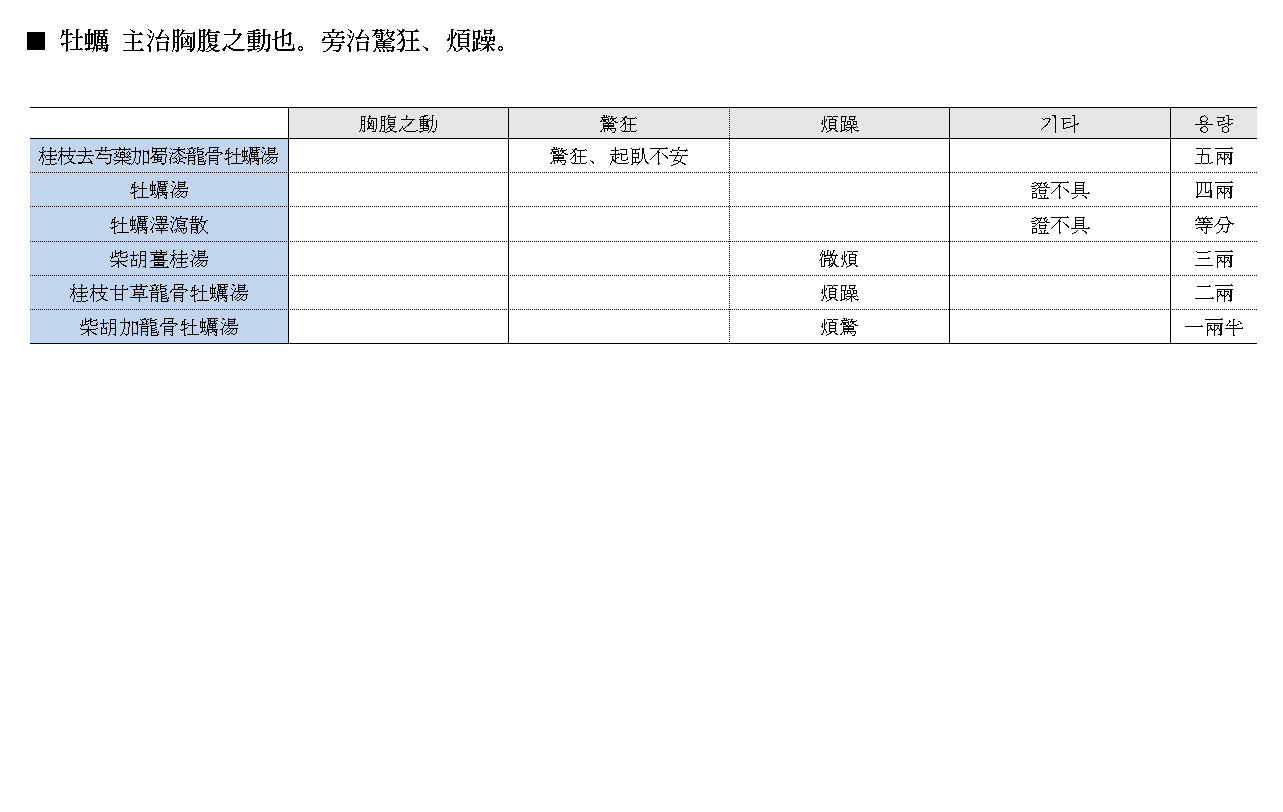 ■ 牡蠣 主治胸腹之動也。旁治驚狂、煩躁。
胸腹之動 驚狂 煩躁 기타 용량
桂枝去芍藥加蜀漆龍骨牡蠣湯 驚狂、起臥不安 五兩
牡蠣湯 證不具 四兩
牡蠣澤瀉散 證不具 等分
柴胡薑桂湯 微煩 三兩
桂枝甘草龍骨牡蠣湯 煩躁 二兩
柴胡加龍骨牡蠣湯 煩驚 一兩半